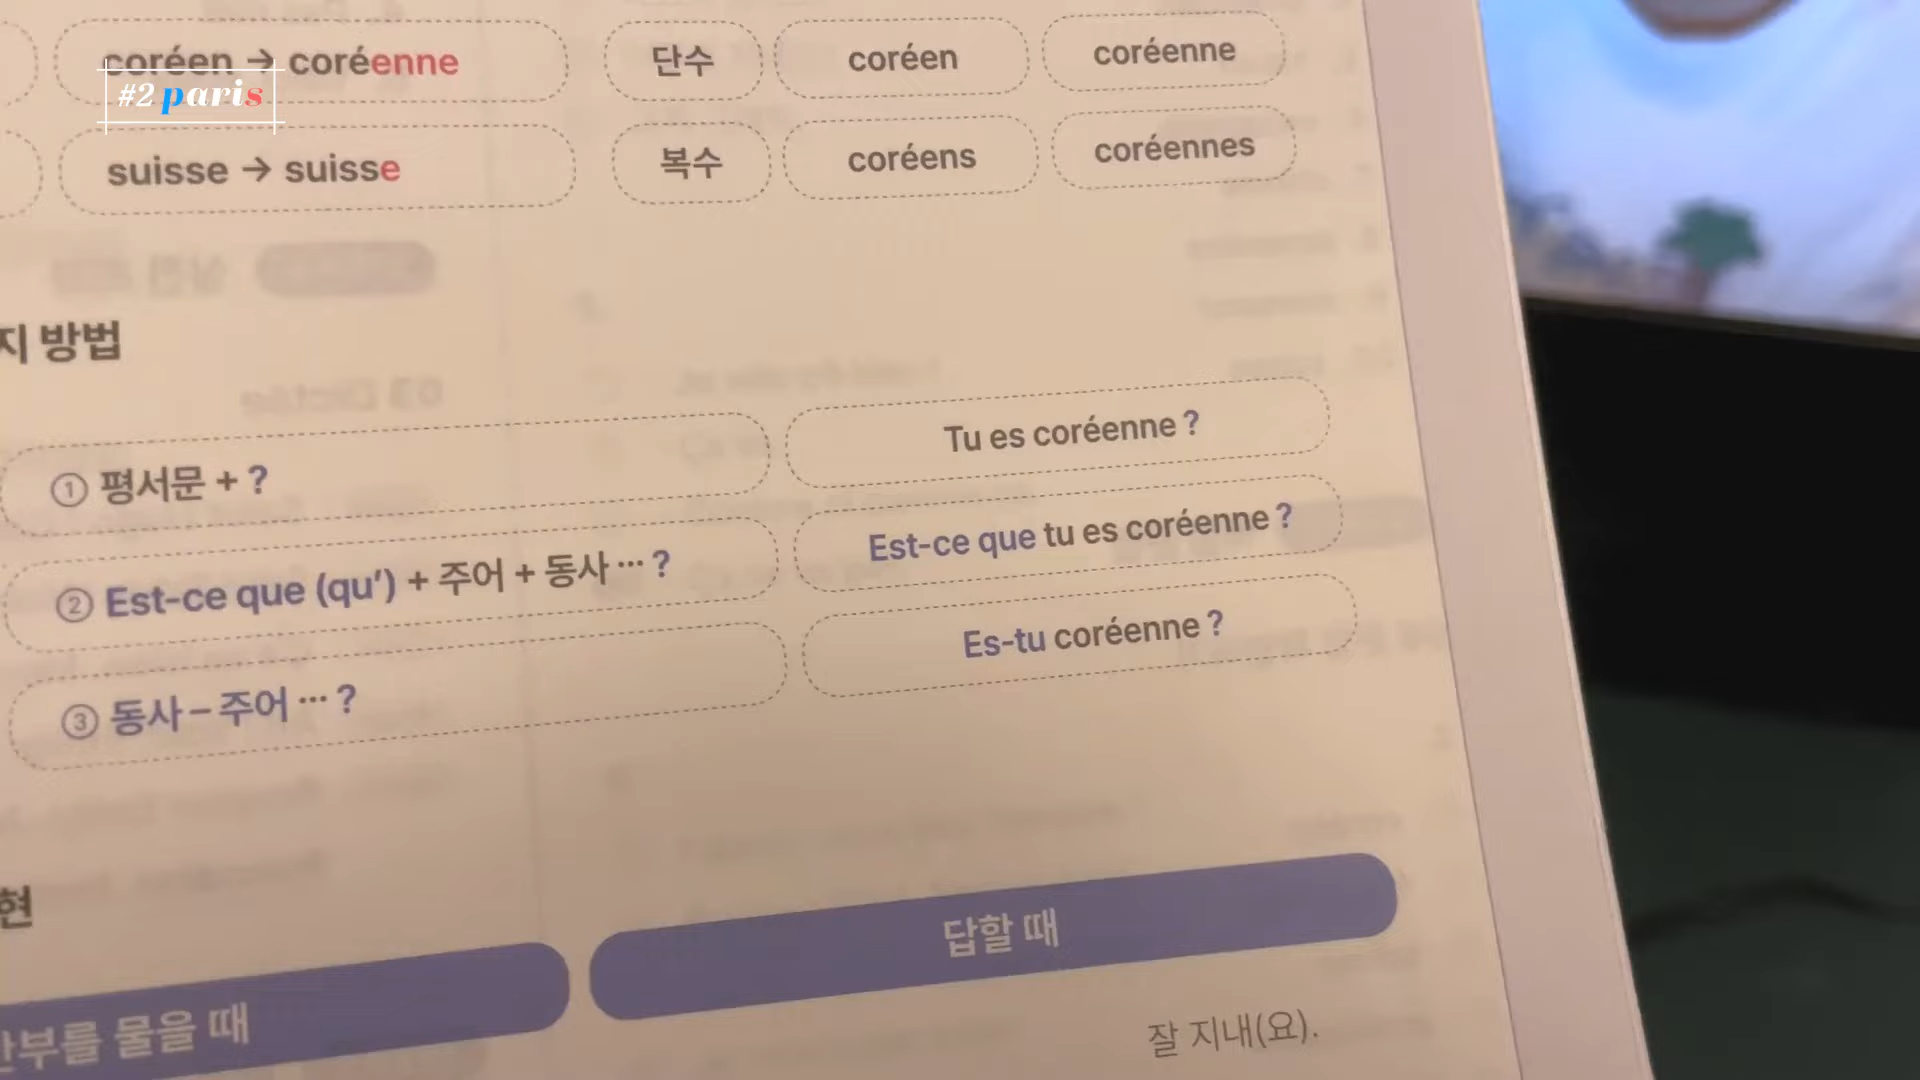 coréen → coréenne
단수
coréen
coréenne
#2 paris
suisse → suisse
복수
coréens
coréennes
지 방법
① 평서문 + ?
Tu es coréenne ?
② Est-ce que (qu') + 주어 + 동사 ··· ?
Est-ce que tu es coréenne ?
③ 동사 – 주어 ··· ?
Es-tu coréenne ?
현
안부를 물을 때
답할 때
잘 지내(요).